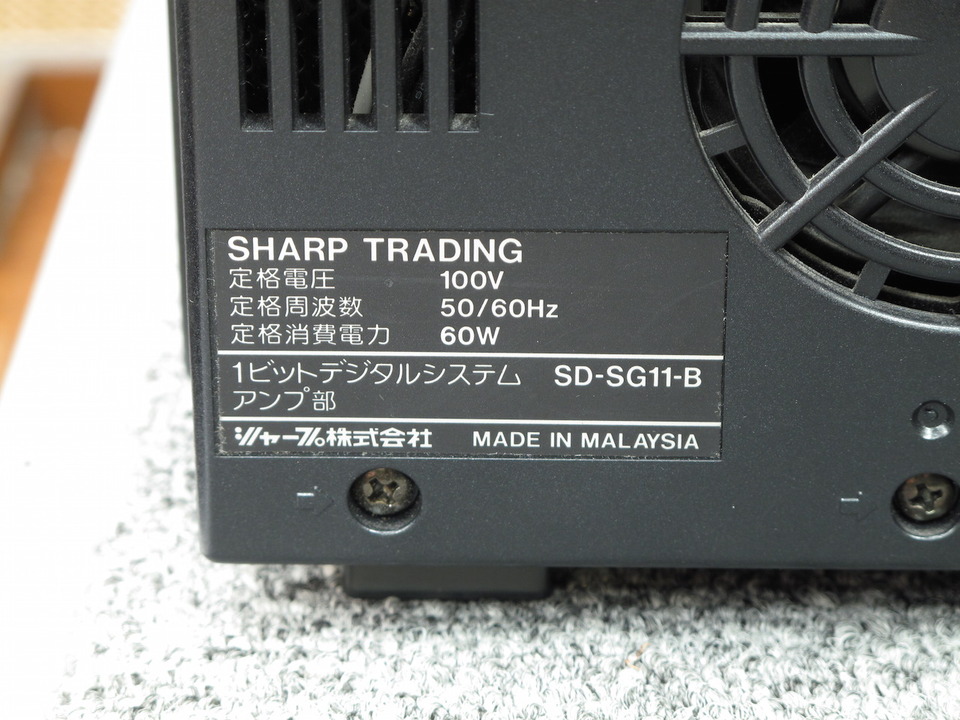 SHARP TRADING
定格電圧 100V
定格周波数 50/60Hz
定格消費電力 60W
1ビットデジタルシステム SD-SG11-B
アンプ部
シャープ株式会社 MADE IN MALAYSIA